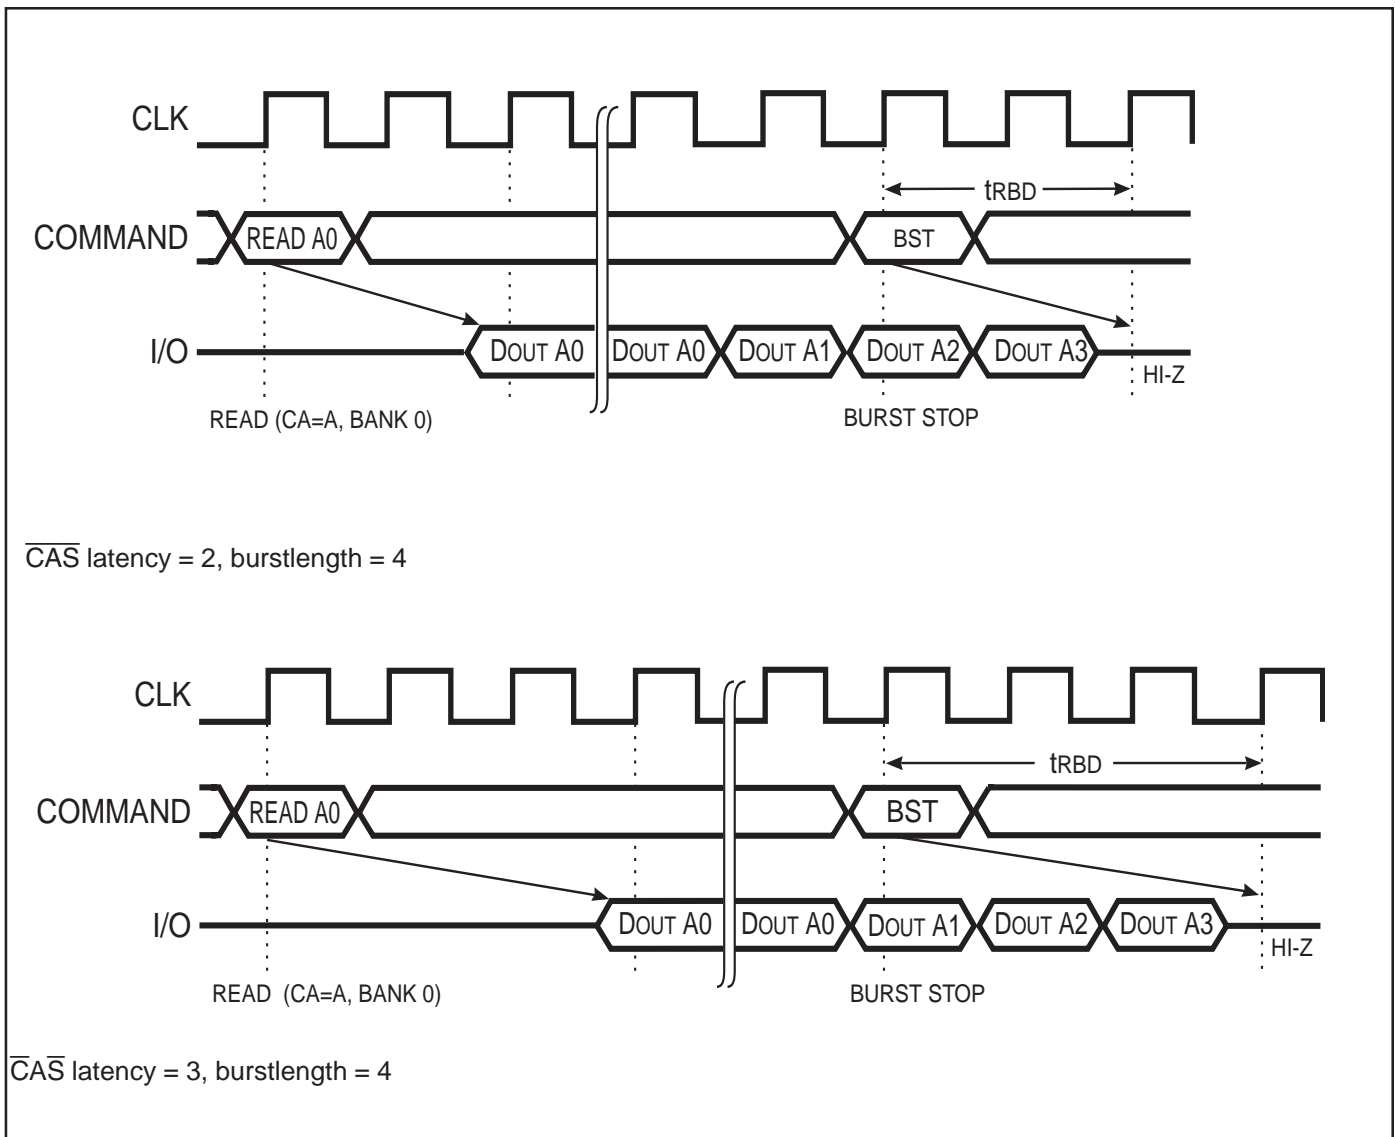 CLK
tRBD
COMMAND READ A0 BST
I/O DOUT A0 DOUT A0 DOUT A1 DOUT A2 DOUT A3
HI-Z
READ (CA=A, BANK 0) BURST STOP
CAS latency = 2, burstlength = 4
CLK
tRBD
COMMAND READ A0 BST
I/O DOUT A0 DOUT A0 DOUT A1 DOUT A2 DOUT A3
HI-Z
READ (CA=A, BANK 0) BURST STOP
CAS latency = 3, burstlength = 4